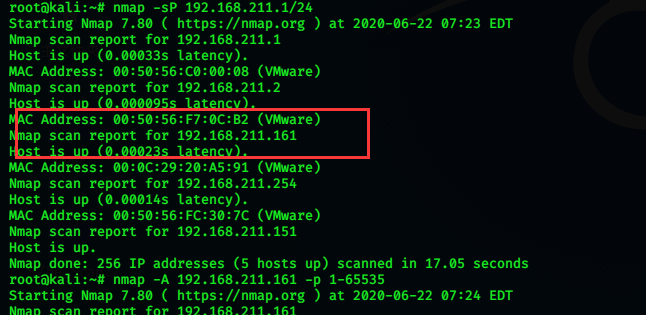 root@kali:~# nmap -sP 192.168.211.1/24
Starting Nmap 7.80 ( https://nmap.org ) at 2020-06-22 07:23 EDT
Nmap scan report for 192.168.211.1
Host is up (0.00033s latency).
MAC Address: 00:50:56:C0:00:08 (VMware)
Nmap scan report for 192.168.211.2
Host is up (0.000095s latency).
MAC Address: 00:50:56:F7:0C:B2 (VMware)
Nmap scan report for 192.168.211.161
Host is up (0.00023s latency).
MAC Address: 00:0C:29:20:A5:91 (VMware)
Nmap scan report for 192.168.211.254
Host is up (0.00014s latency).
MAC Address: 00:50:56:FC:30:7C (VMware)
Nmap scan report for 192.168.211.151
Host is up.
Nmap done: 256 IP addresses (5 hosts up) scanned in 17.05 seconds
root@kali:~# nmap -A 192.168.211.161 -p 1-65535
Starting Nmap 7.80 ( https://nmap.org ) at 2020-06-22 07:24 EDT
Nmap scan report for 192.168.211.161